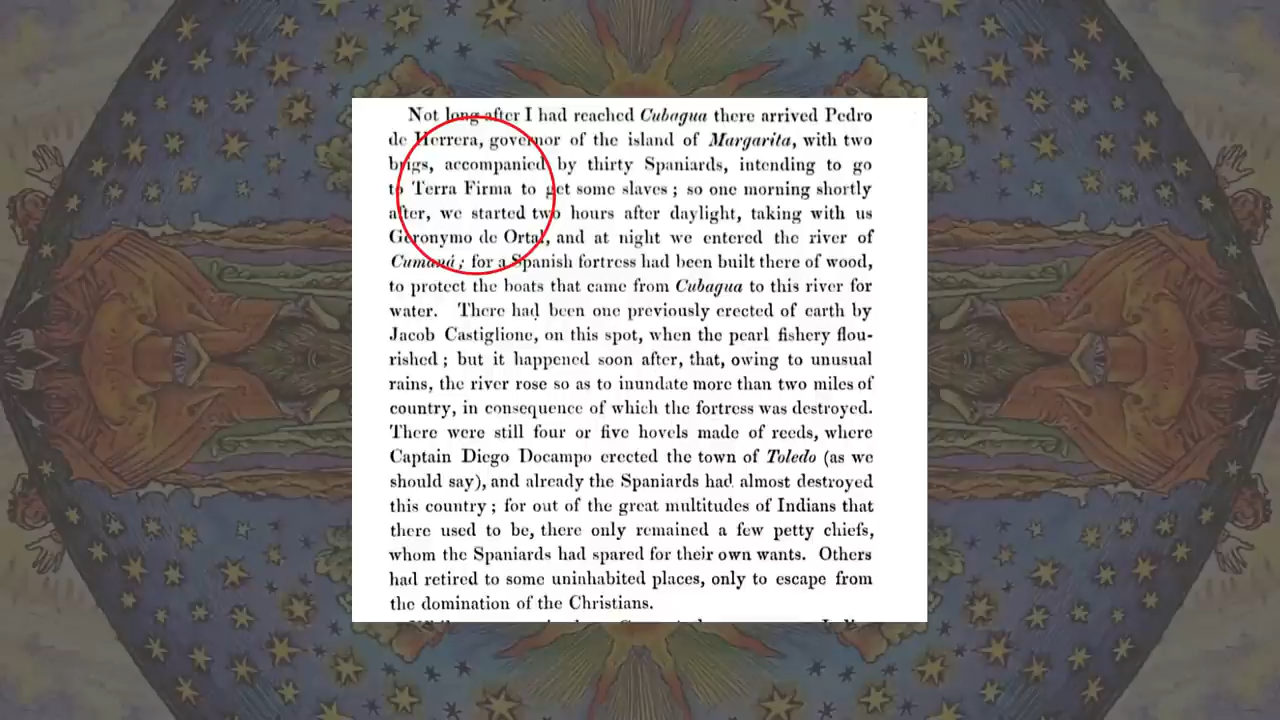 Not long after I had reached Cubagua there arrived Pedro
de Herrera, governor of the island of Margarita, with two
brigs, accompanied by thirty Spaniards, intending to go
to Terra Firma to get some slaves ; so one morning shortly
after, we started two hours after daylight, taking with us
Geronymo de Ortal, and at night we entered the river of
Cumaná ; for a Spanish fortress had been built there of wood,
to protect the boats that came from Cubagua to this river for
water. There had been one previously erected of earth by
Jacob Castiglione, on this spot, when the pearl fishery flou-
rished ; but it happened soon after, that, owing to unusual
rains, the river rose so as to inundate more than two miles of
country, in consequence of which the fortress was destroyed.
There were still four or five hovels made of reeds, where
Captain Diego Docampo erected the town of Toledo (as we
should say), and already the Spaniards had almost destroyed
this country ; for out of the great multitudes of Indians that
there used to be, there only remained a few petty chiefs,
whom the Spaniards had spared for their own wants. Others
had retired to some uninhabited places, only to escape from
the domination of the Christians.